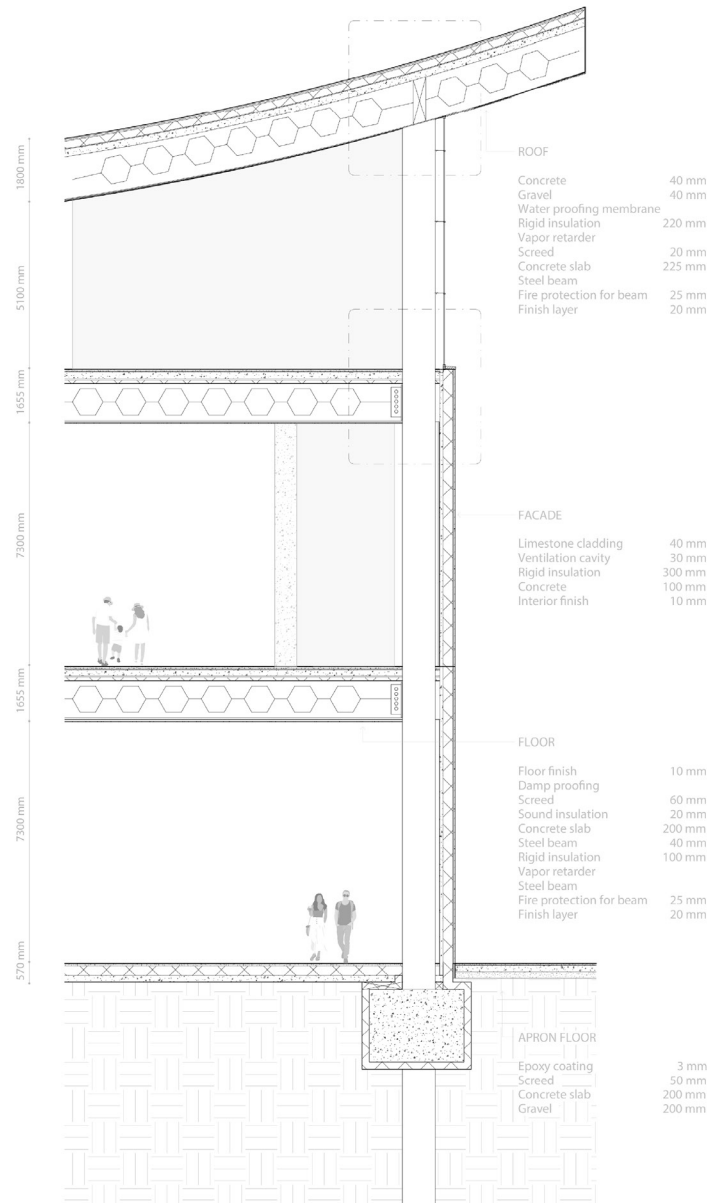 1800 mm
5100 mm
1655 mm
7300 mm
1655 mm
7300 mm
570 mm
ROOF
Concrete 40 mm
Gravel 40 mm
Water proofing membrane
Rigid insulation 220 mm
Vapor retarder
Screed 20 mm
Concrete slab 225 mm
Steel beam
Fire protection for beam 25 mm
Finish layer 20 mm
FACADE
Limestone cladding 40 mm
Ventilation cavity 30 mm
Rigid insulation 300 mm
Concrete 100 mm
Interior finish 10 mm
FLOOR
Floor finish 10 mm
Damp proofing
Screed 60 mm
Sound insulation 20 mm
Concrete slab 200 mm
Steel beam 40 mm
Rigid insulation 100 mm
Vapor retarder
Steel beam
Fire protection for beam 25 mm
Finish layer 20 mm
APRON FLOOR
Epoxy coating 3 mm
Screed 50 mm
Concrete slab 200 mm
Gravel 200 mm